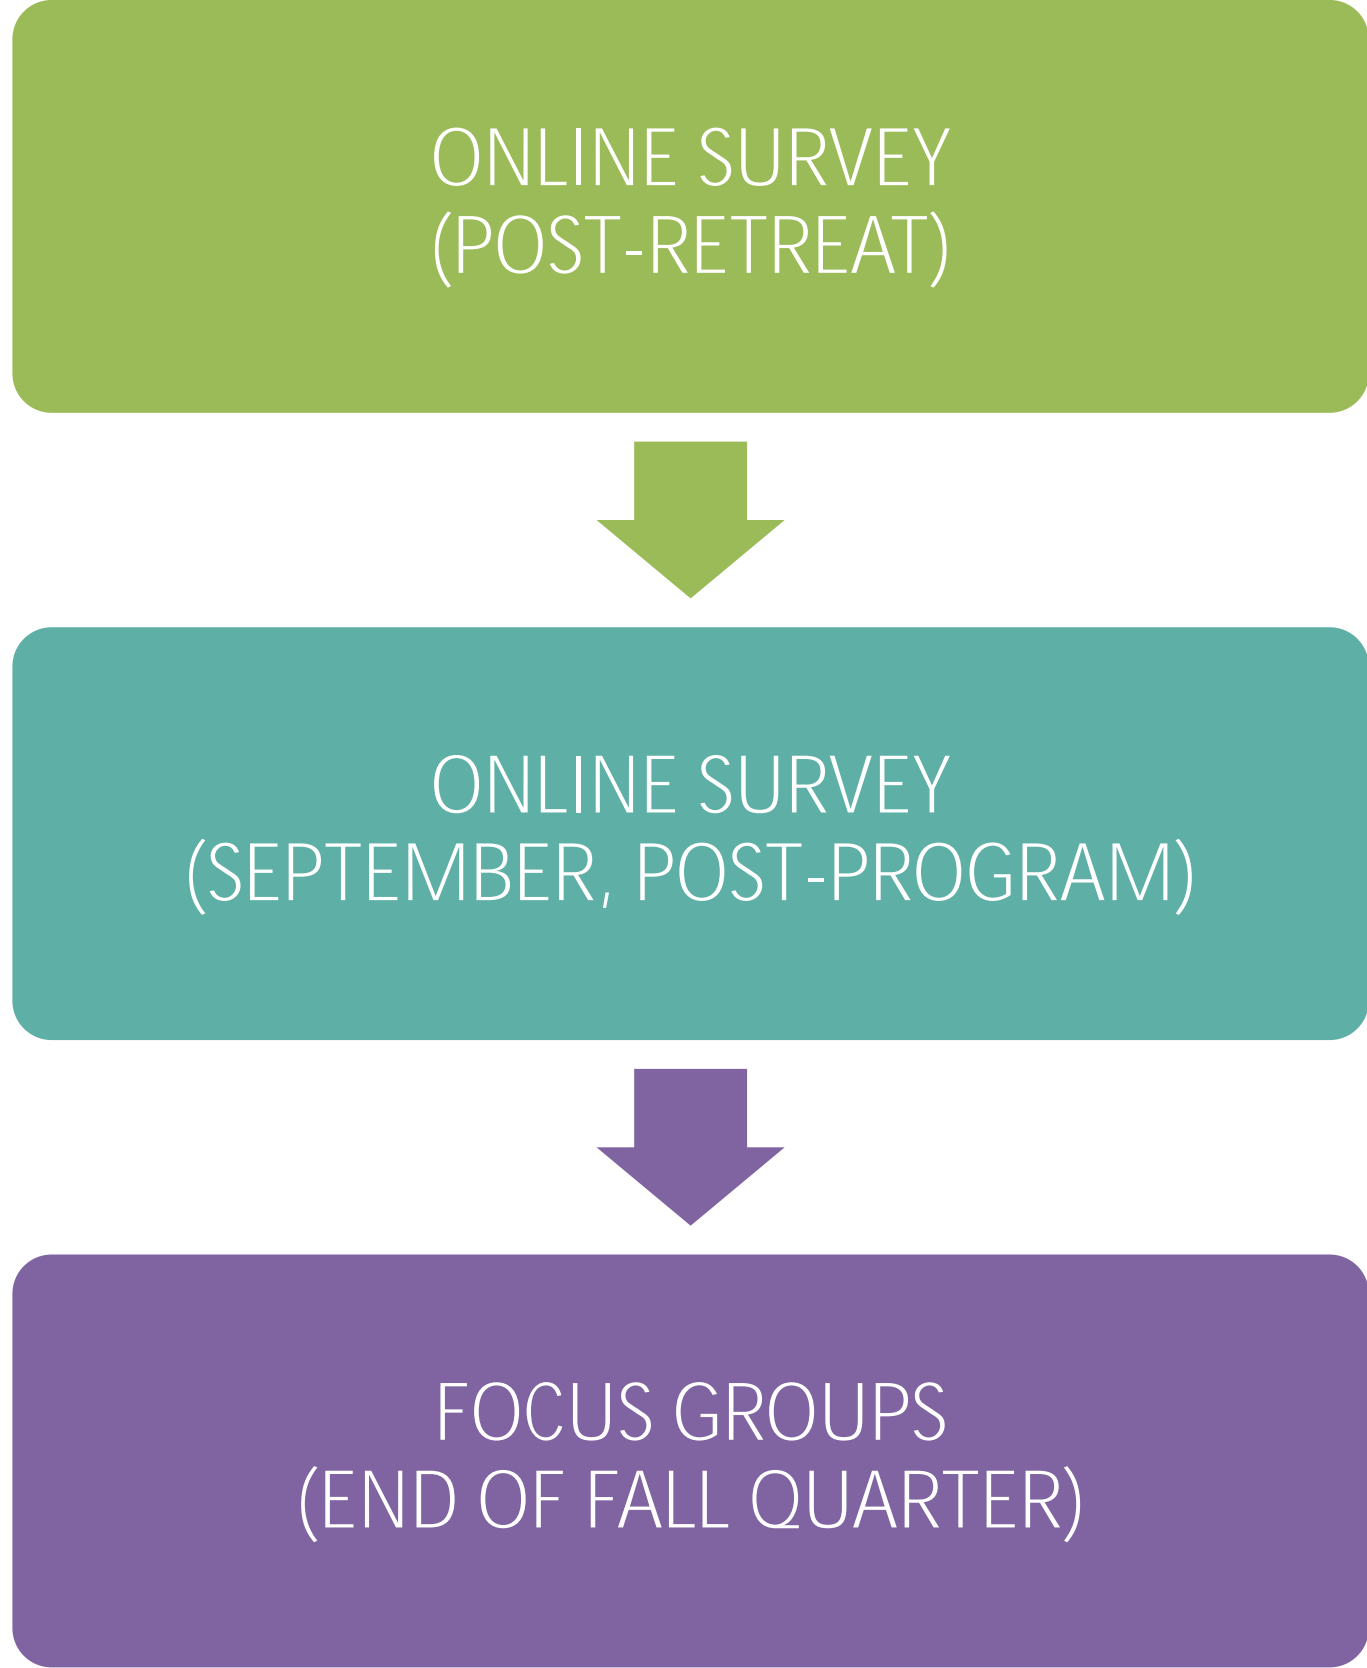 ONLINE SURVEY
(POST-RETREAT)
ONLINE SURVEY
(SEPTEMBER, POST-PROGRAM)
FOCUS GROUPS
(END OF FALL QUARTER)